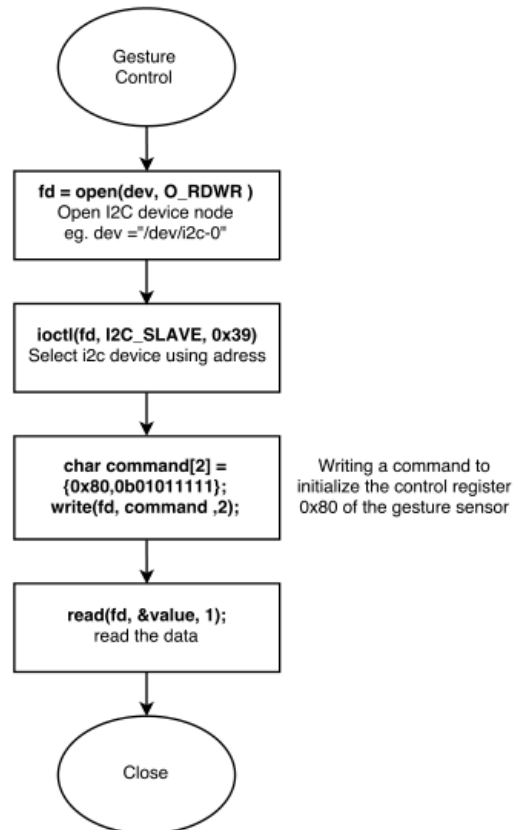 Gesture
Control
fd = open(dev, O_RDWR )
Open I2C device node
eg. dev ="/dev/i2c-0"
ioctl(fd, I2C_SLAVE, 0x39)
Select i2c device using adress
char command[2] =
{0x80,0b01011111};
write(fd, command ,2);
Writing a command to
initialize the control register
0x80 of the gesture sensor
read(fd, &value, 1);
read the data
Close